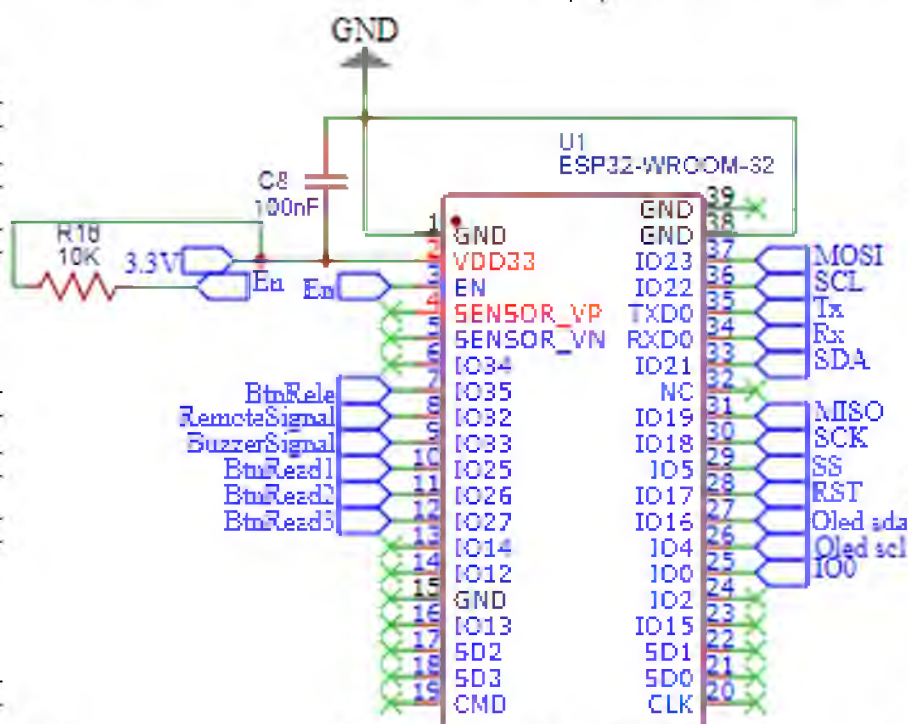 GND
U1
ESP32-WROOM-32
C8
100nF
R16
10K
3.3V
En
En
BtnRele
RemoteSignal
BuzzerSignal
BtnRead1
BtnRead2
BtnRead3
1 GND
2 VDD33
3 EN
4 SENSOR_VP
5 SENSOR_VN
6 IO34
7 IO35
8 IO32
9 IO33
10 IO25
11 IO26
12 IO27
13 IO14
14 IO12
15 GND
16 IO13
17 SD2
18 SD3
19 CMD
GND 39
GND 38
IO23 37 MOSI
IO22 36 SCL
TXD0 35 Tx
RXD0 34 Rx
IO21 33 SDA
NC 32
IO19 31 MISO
IO18 30 SCK
IO5 29 SS
IO17 28 RST
IO16 27 Oled sda
IO4 26 Oled scl
IO0 25 IO0
IO2 24
IO15 23
SD1 22
SD0 21
CLK 20